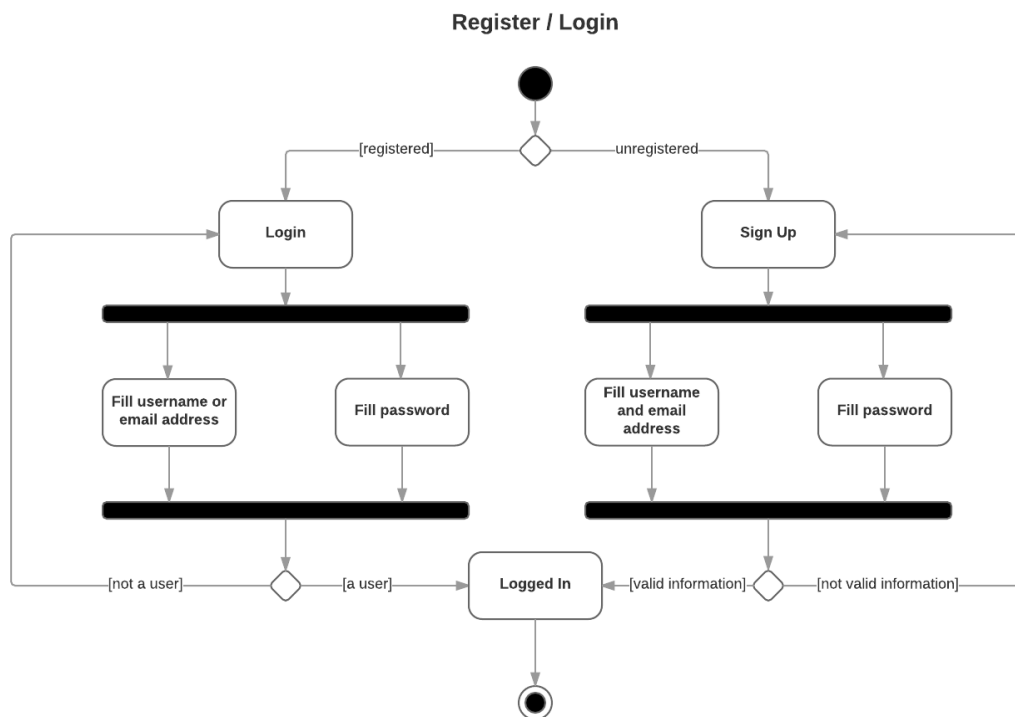 Register / Login
[registered]
unregistered
Login
Sign Up
Fill username or
email address
Fill password
Fill username
and email
address
Fill password
[not a user]
[a user]
Logged In
[valid information]
[not valid information]